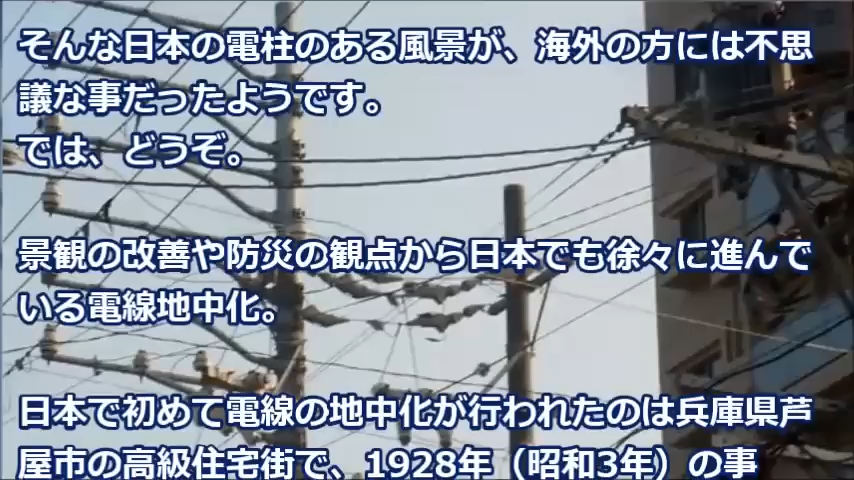 そんな日本の電柱のある風景が、海外の方には不思
議な事だったようです。
では、どうぞ。
景観の改善や防災の観点から日本でも徐々に進んで
いる電線地中化。
日本で初めて電線の地中化が行われたのは兵庫県芦
屋市の高級住宅街で、1928年（昭和3年）の事